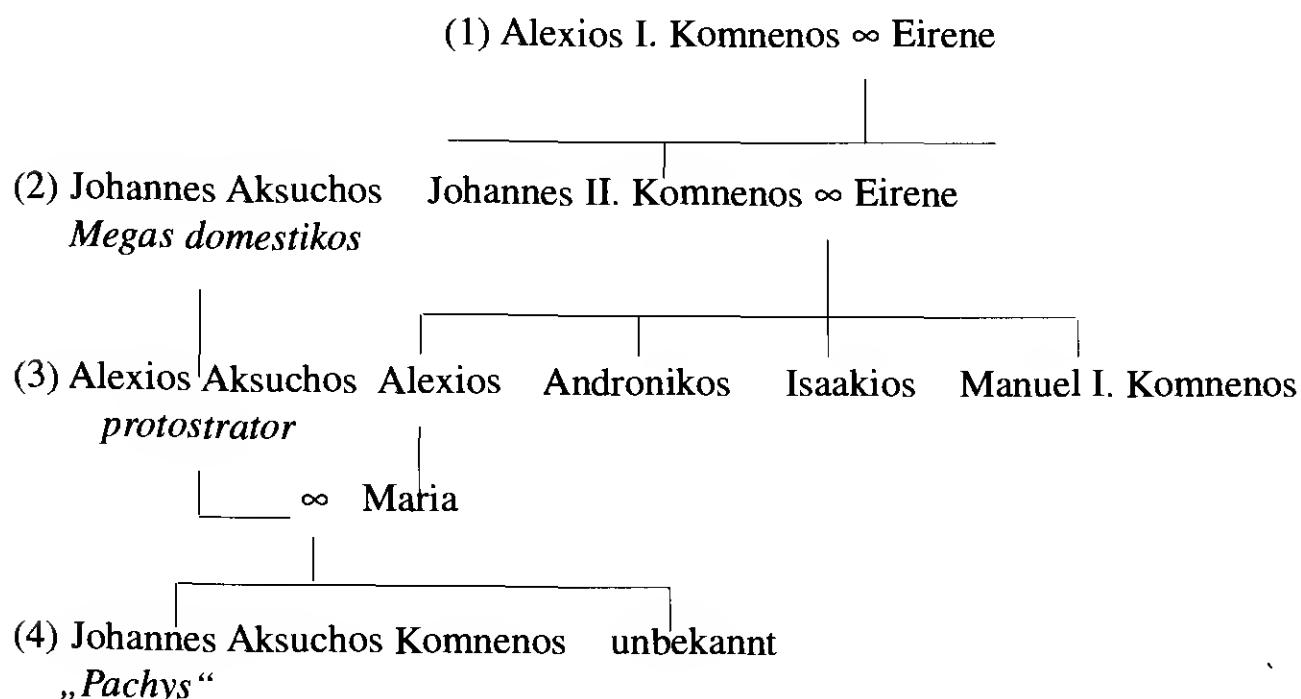 (1) Alexios I. Komnenos ∞ Eirene
(2) Johannes Aksuchos Johannes II. Komnenos ∞ Eirene
Megas domestikos
(3) Alexios Aksuchos Alexios Andronikos Isaakios Manuel I. Komnenos
protostrator
∞ Maria
(4) Johannes Aksuchos Komnenos unbekannt
„Pachys“